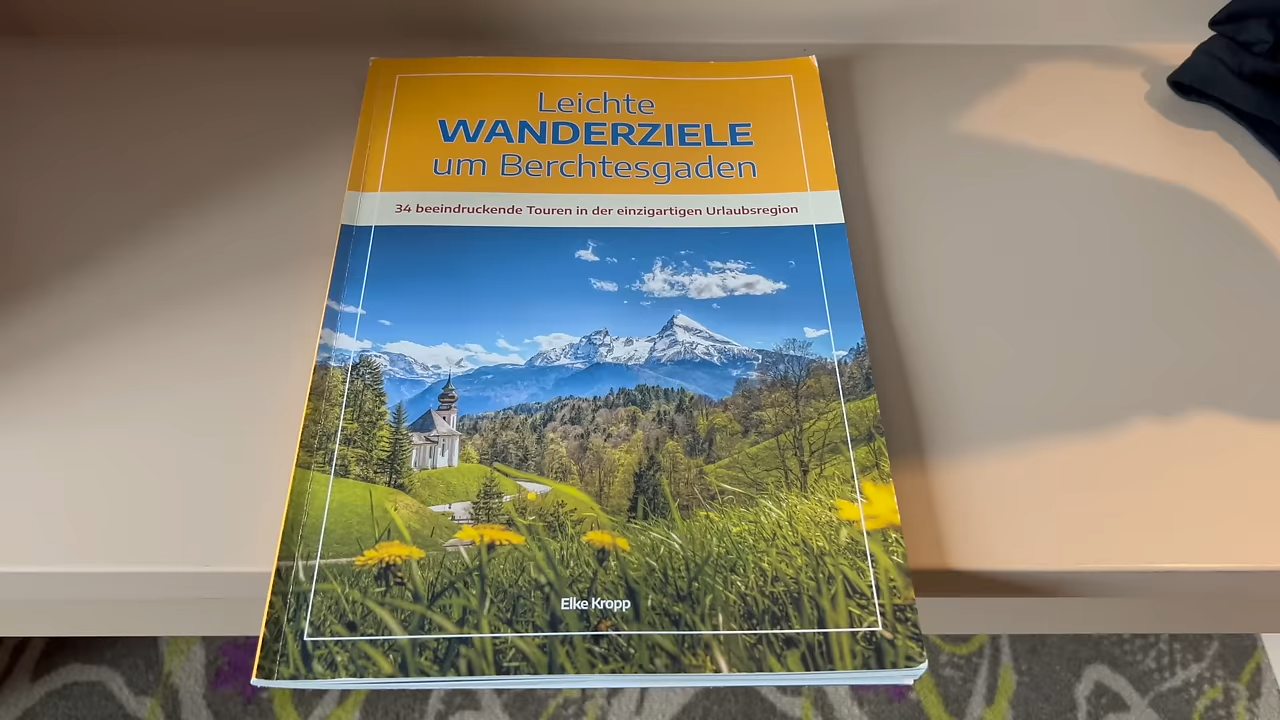 Leichte
WANDERZIELE
um Berchtesgaden
34 beeindruckende Touren in der einzigartigen Urlaubsregion
Elke Kropp